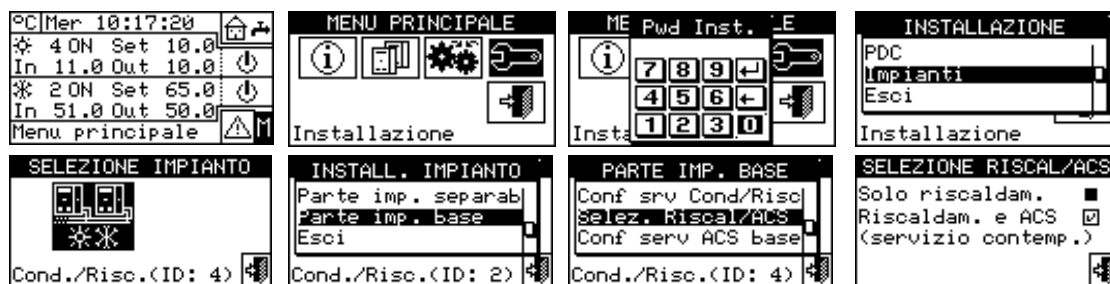 °C Mer 10:17:20
4 ON Set 10.0
In 11.0 Out 10.0
2 ON Set 65.0
In 51.0 Out 50.0
Menu principale M
MENU PRINCIPALE
Installazione
ME Pwd Inst. LE
7 8 9
4 5 6
1 2 3 0
Insta
INSTALLAZIONE
PDC
Impianti
Esci
Installazione
SELEZIONE IMPIANTO
Cond./Risc.(ID: 4)
INSTALL. IMPIANTO
Parte imp. separab
Parte imp. base
Esci
Cond./Risc.(ID: 2)
PARTE IMP. BASE
Conf srv Cond/Risc
Selez. Riscal/ACS
Conf serv ACS base
Cond./Risc.(ID: 4)
SELEZIONE RISCAL/ACS
Solo riscaldam.
Riscaldam. e ACS
(servizio contemp.)